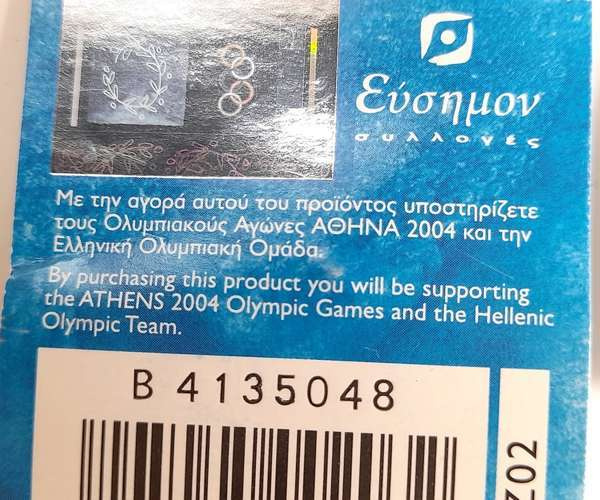 Εύσημον
συλλογές
Με την αγορά αυτού του προϊόντος υποστηρίζετε
τους Ολυμπιακούς Αγώνες ΑΘΗΝΑ 2004 και την
Ελληνική Ολυμπιακή Ομάδα.
By purchasing this product you will be supporting
the ATHENS 2004 Olympic Games and the Hellenic
Olympic Team.
B 4135048